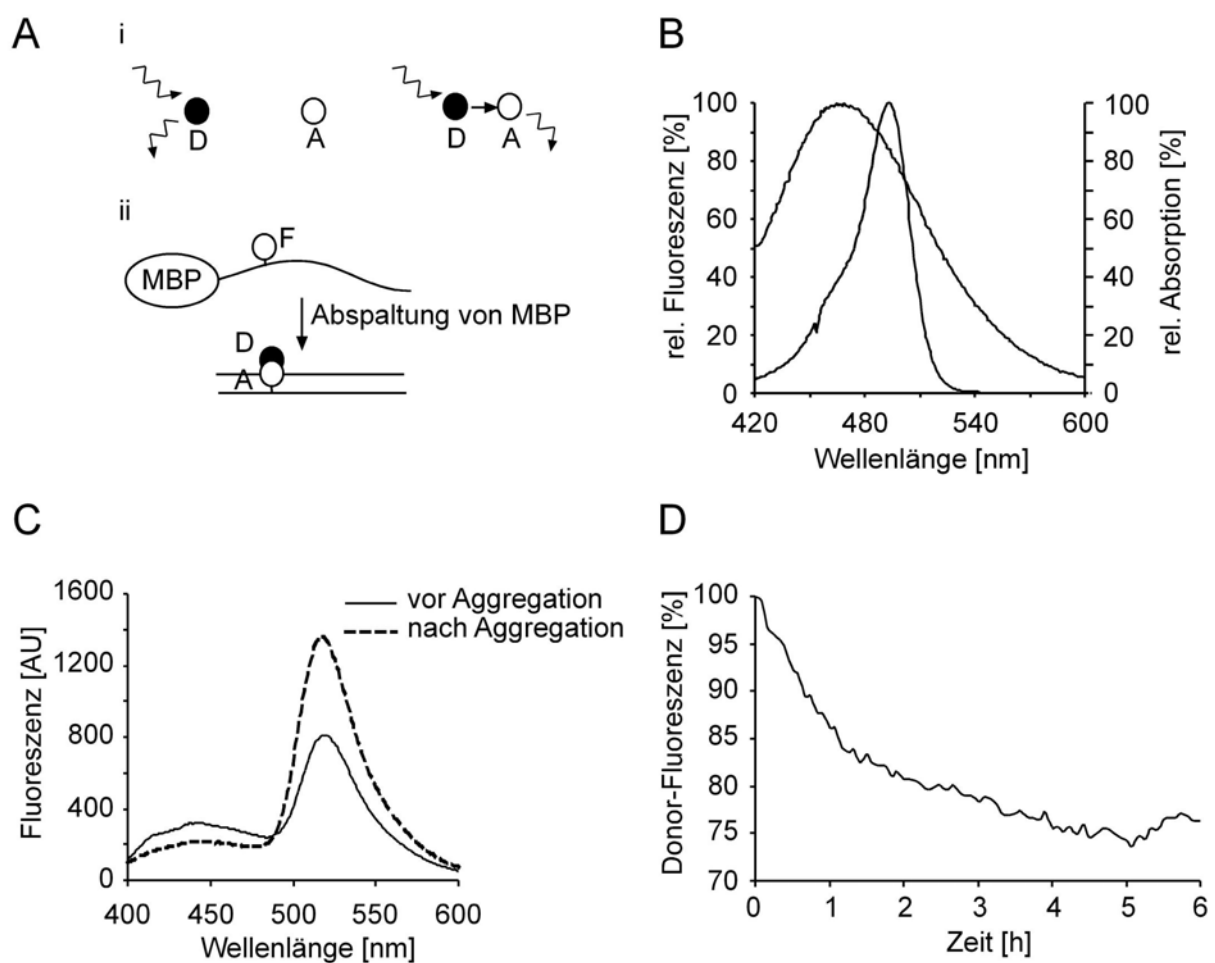 A
i
D
A
D
A
ii
F
MBP
Abspaltung von MBP
D
A
B
rel. Fluoreszenz [%]
100
80
60
40
20
0
100
80
60
40
20
0
rel. Absorption [%]
420
480
540
600
Wellenlänge [nm]
C
Fluoreszenz [AU]
1600
1200
800
400
0
vor Aggregation
nach Aggregation
400
450
500
550
600
Wellenlänge [nm]
D
Donor-Fluoreszenz [%]
100
95
90
85
80
75
70
0
1
2
3
4
5
6
Zeit [h]